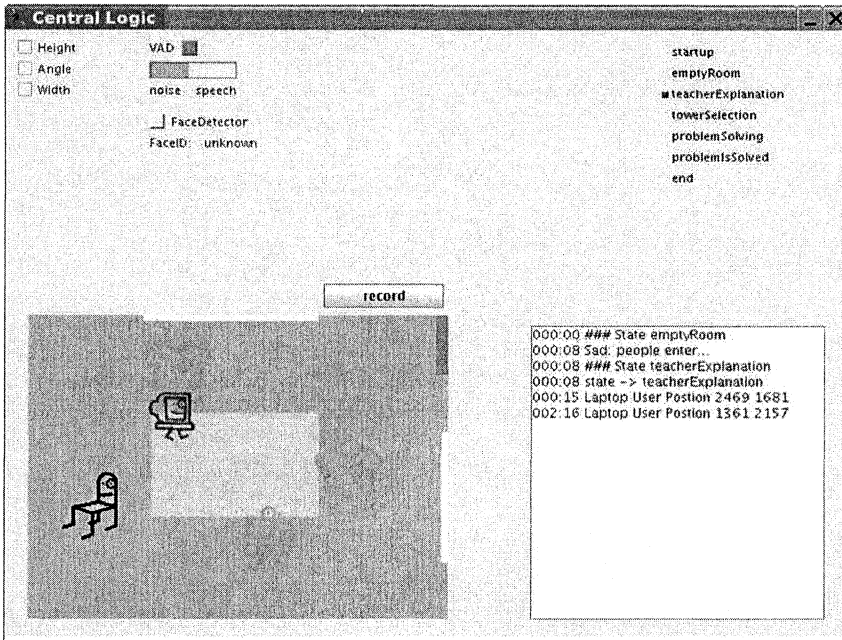 Central Logic
Height
Angle
Width
VAD
noise speech
FaceDetector
FaceID: unknown
startup
emptyRoom
teacherExplanation
towerSelection
problemSolving
problemIsSolved
end
record
000:00 ### State emptyRoom
000:08 Sad: people enter...
000:08 ### State teacherExplanation
000:08 state -> teacherExplanation
000:15 Laptop User Postion 2469 1681
002:16 Laptop User Postion 1361 2157